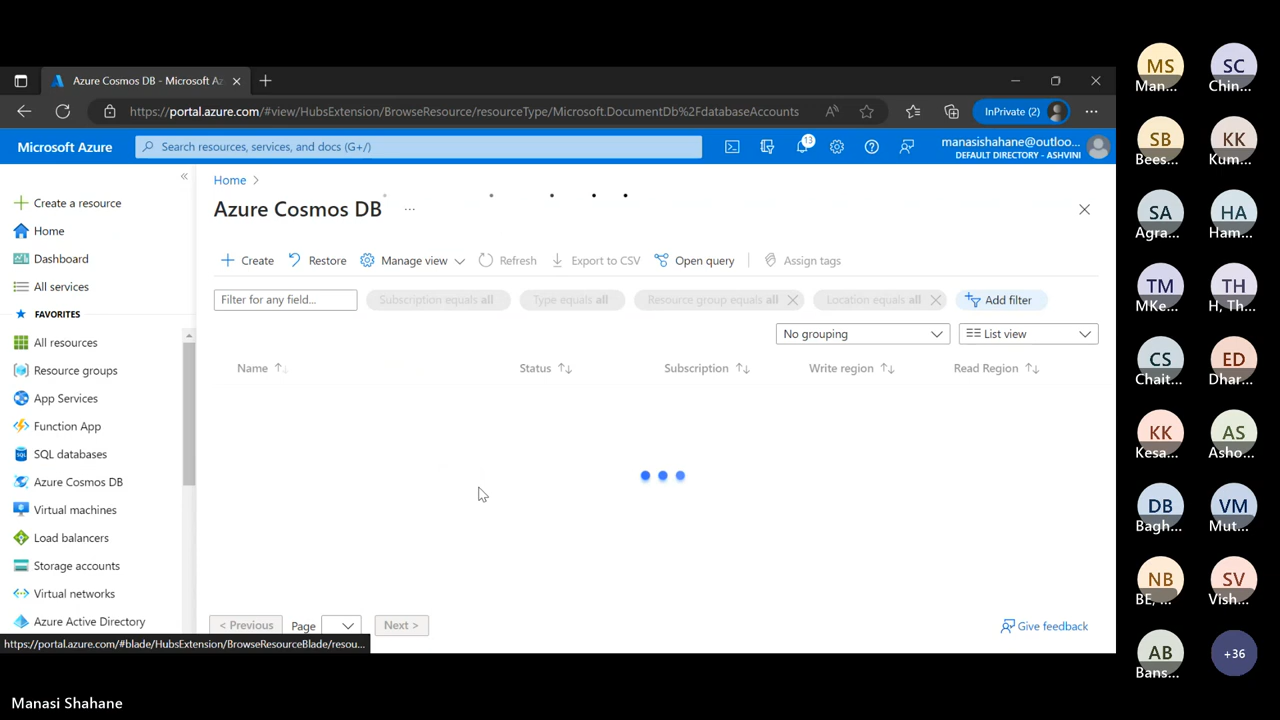 Azure Cosmos DB - Microsoft Az
https://portal.azure.com/#view/HubsExtension/BrowseResource/resourceType/Microsoft.DocumentDb%2FdatabaseAccounts
InPrivate (2)
Microsoft Azure
Search resources, services, and docs (G+/)
13
manasishahane@outloo...
DEFAULT DIRECTORY - ASHVINI
Create a resource
Home
Dashboard
All services
FAVORITES
All resources
Resource groups
App Services
Function App
SQL databases
Azure Cosmos DB
Virtual machines
Load balancers
Storage accounts
Virtual networks
Azure Active Directory
https://portal.azure.com/#blade/HubsExtension/BrowseResourceBlade/resou...
Home
Azure Cosmos DB ...
Create Restore Manage view Refresh Export to CSV Open query Assign tags
Filter for any field... Subscription equals all Type equals all Resource group equals all Location equals all Add filter
No grouping List view
Name Status Subscription Write region Read Region
< Previous Page Next >
Give feedback
MS SC
Man... Chin...
SB KK
Bees... Kum...
SA HA
Agra... Ham...
TM TH
MKe... H, Th...
CS ED
Chait... Dhar...
KK AS
Kesa... Asho...
DB VM
Bagh... Mut...
NB SV
BE, ... Vish...
AB +36
Bans...
Manasi Shahane